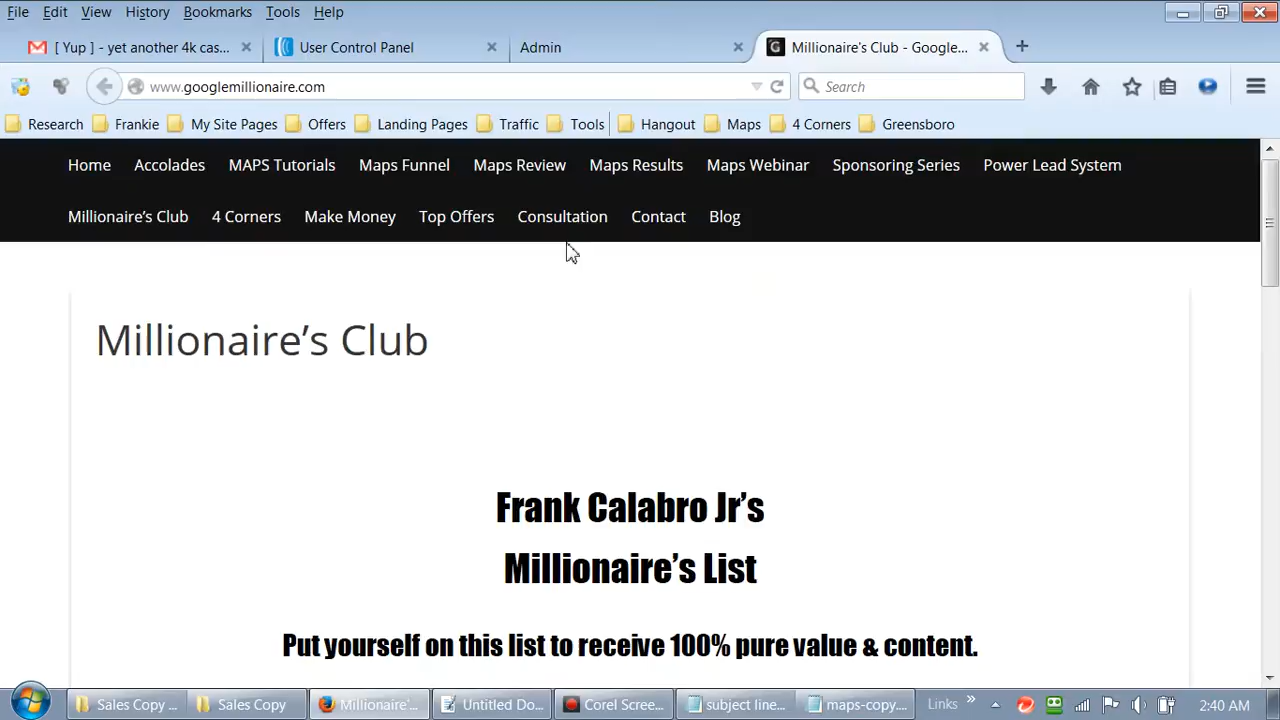 File Edit View History Bookmarks Tools Help
[ Yup ] - yet another 4k cas... User Control Panel Admin Millionaire's Club - Google...
www.googlemillionaire.com Search
Research Frankie My Site Pages Offers Landing Pages Traffic Tools Hangout Maps 4 Corners Greensboro
Home Accolades MAPS Tutorials Maps Funnel Maps Review Maps Results Maps Webinar Sponsoring Series Power Lead System
Millionaire's Club 4 Corners Make Money Top Offers Consultation Contact Blog
Millionaire's Club
Frank Calabro Jr's
Millionaire's List
Put yourself on this list to receive 100% pure value & content.
Sales Copy ... Sales Copy Millionaire'... Untitled Do... Corel Scree... subject line... maps-copy.... Links » 2:40 AM